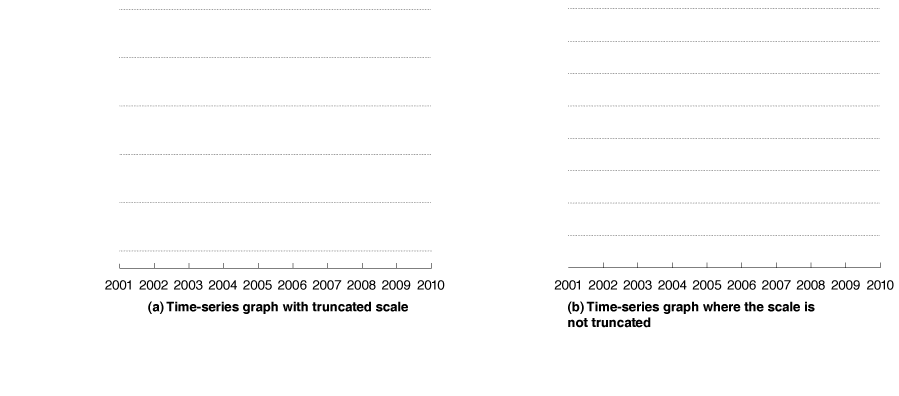 2001 2002 2003 2004 2005 2006 2007 2008 2009 2010
(a) Time-series graph with truncated scale
2001 2002 2003 2004 2005 2006 2007 2008 2009 2010
(b) Time-series graph where the scale is
not truncated